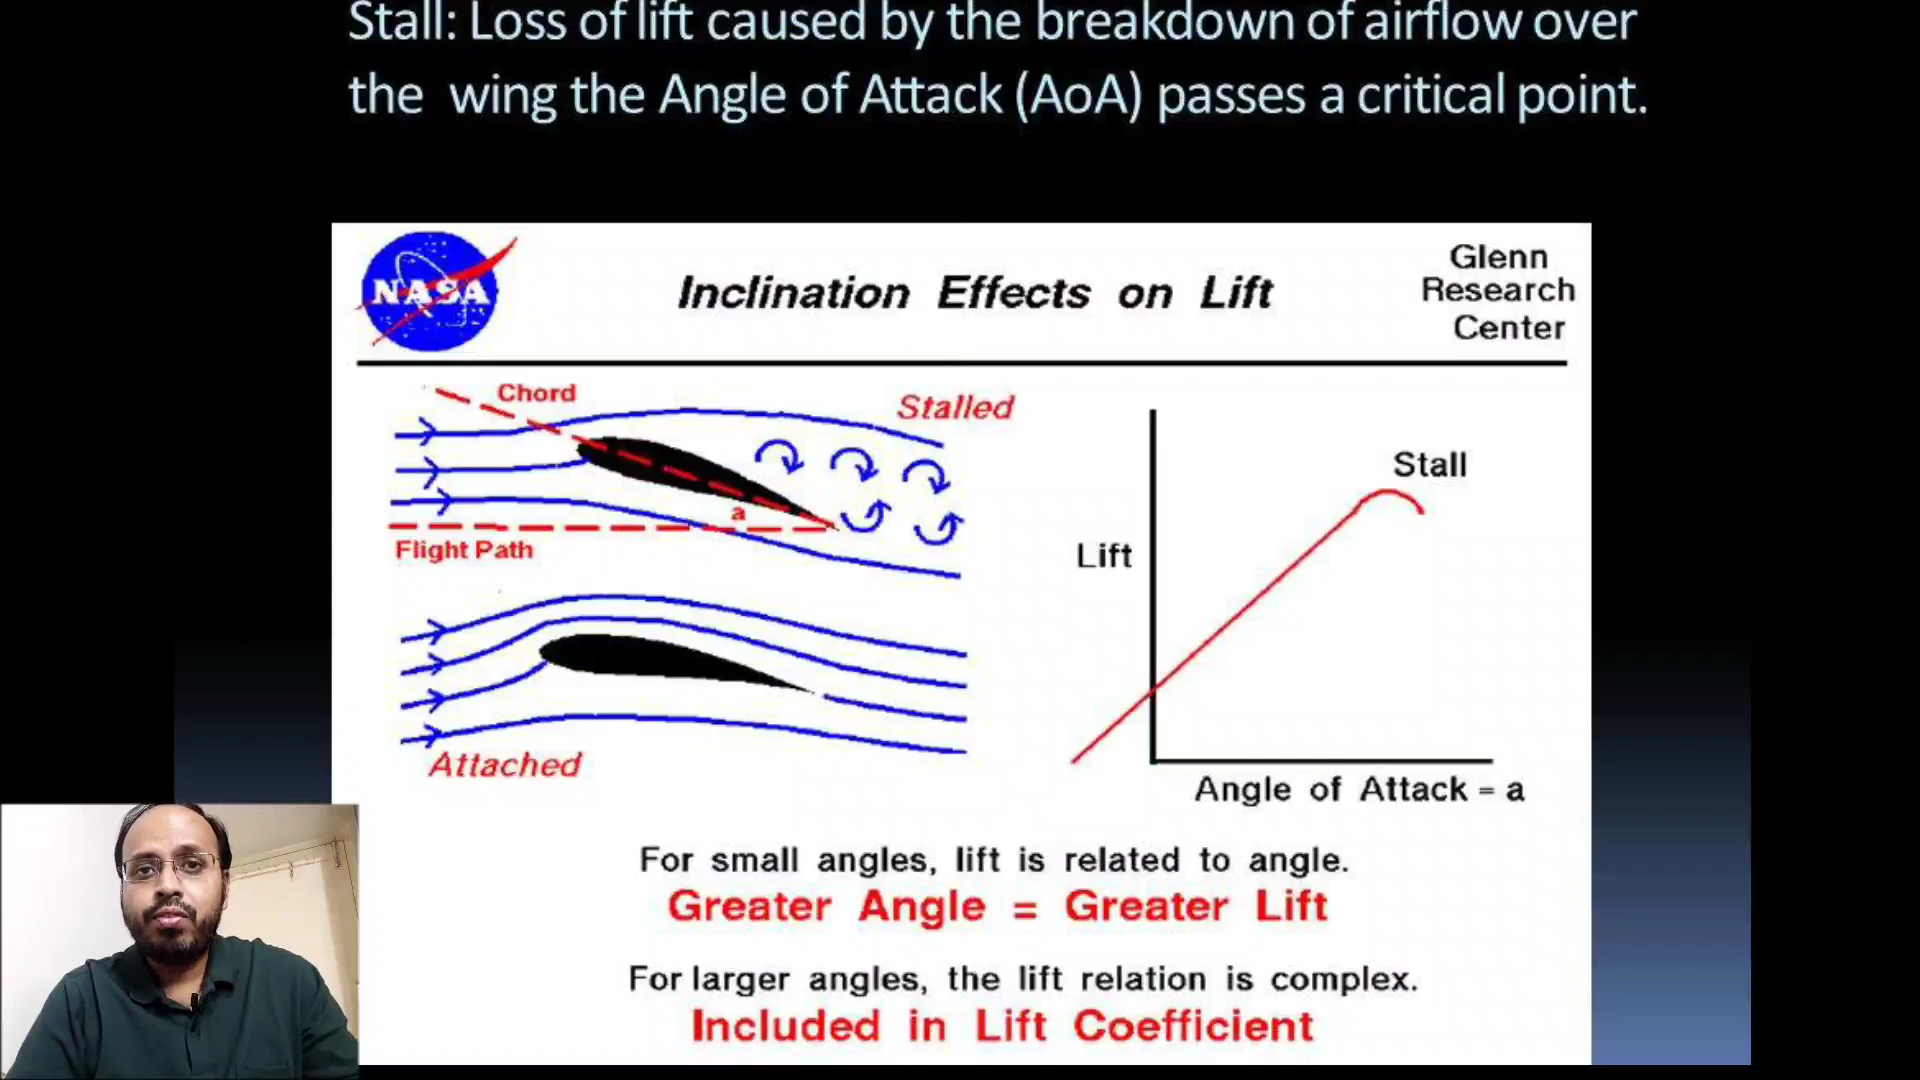 Stall: Loss of lift caused by the breakdown of airflow over
the wing the Angle of Attack (AoA) passes a critical point.
NASA
Inclination Effects on Lift
Glenn
Research
Center
Chord
Stalled
a
Flight Path
Attached
Stall
Lift
Angle of Attack = a
For small angles, lift is related to angle.
Greater Angle = Greater Lift
For larger angles, the lift relation is complex.
Included in Lift Coefficient